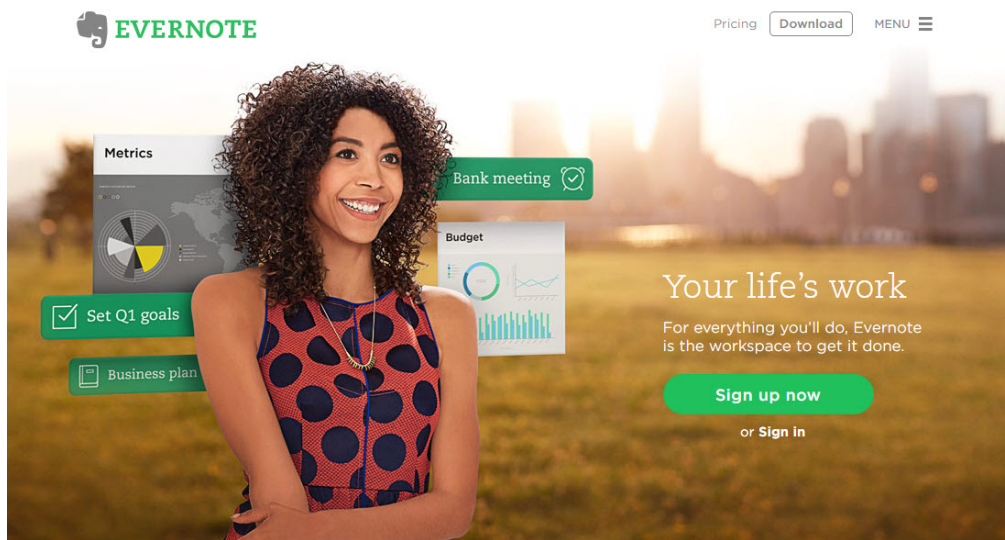 EVERNOTE
Pricing
Download
MENU
Metrics
Bank meeting
Budget
Set Q1 goals
Business plan
Your life's work
For everything you'll do, Evernote
is the workspace to get it done.
Sign up now
or Sign in